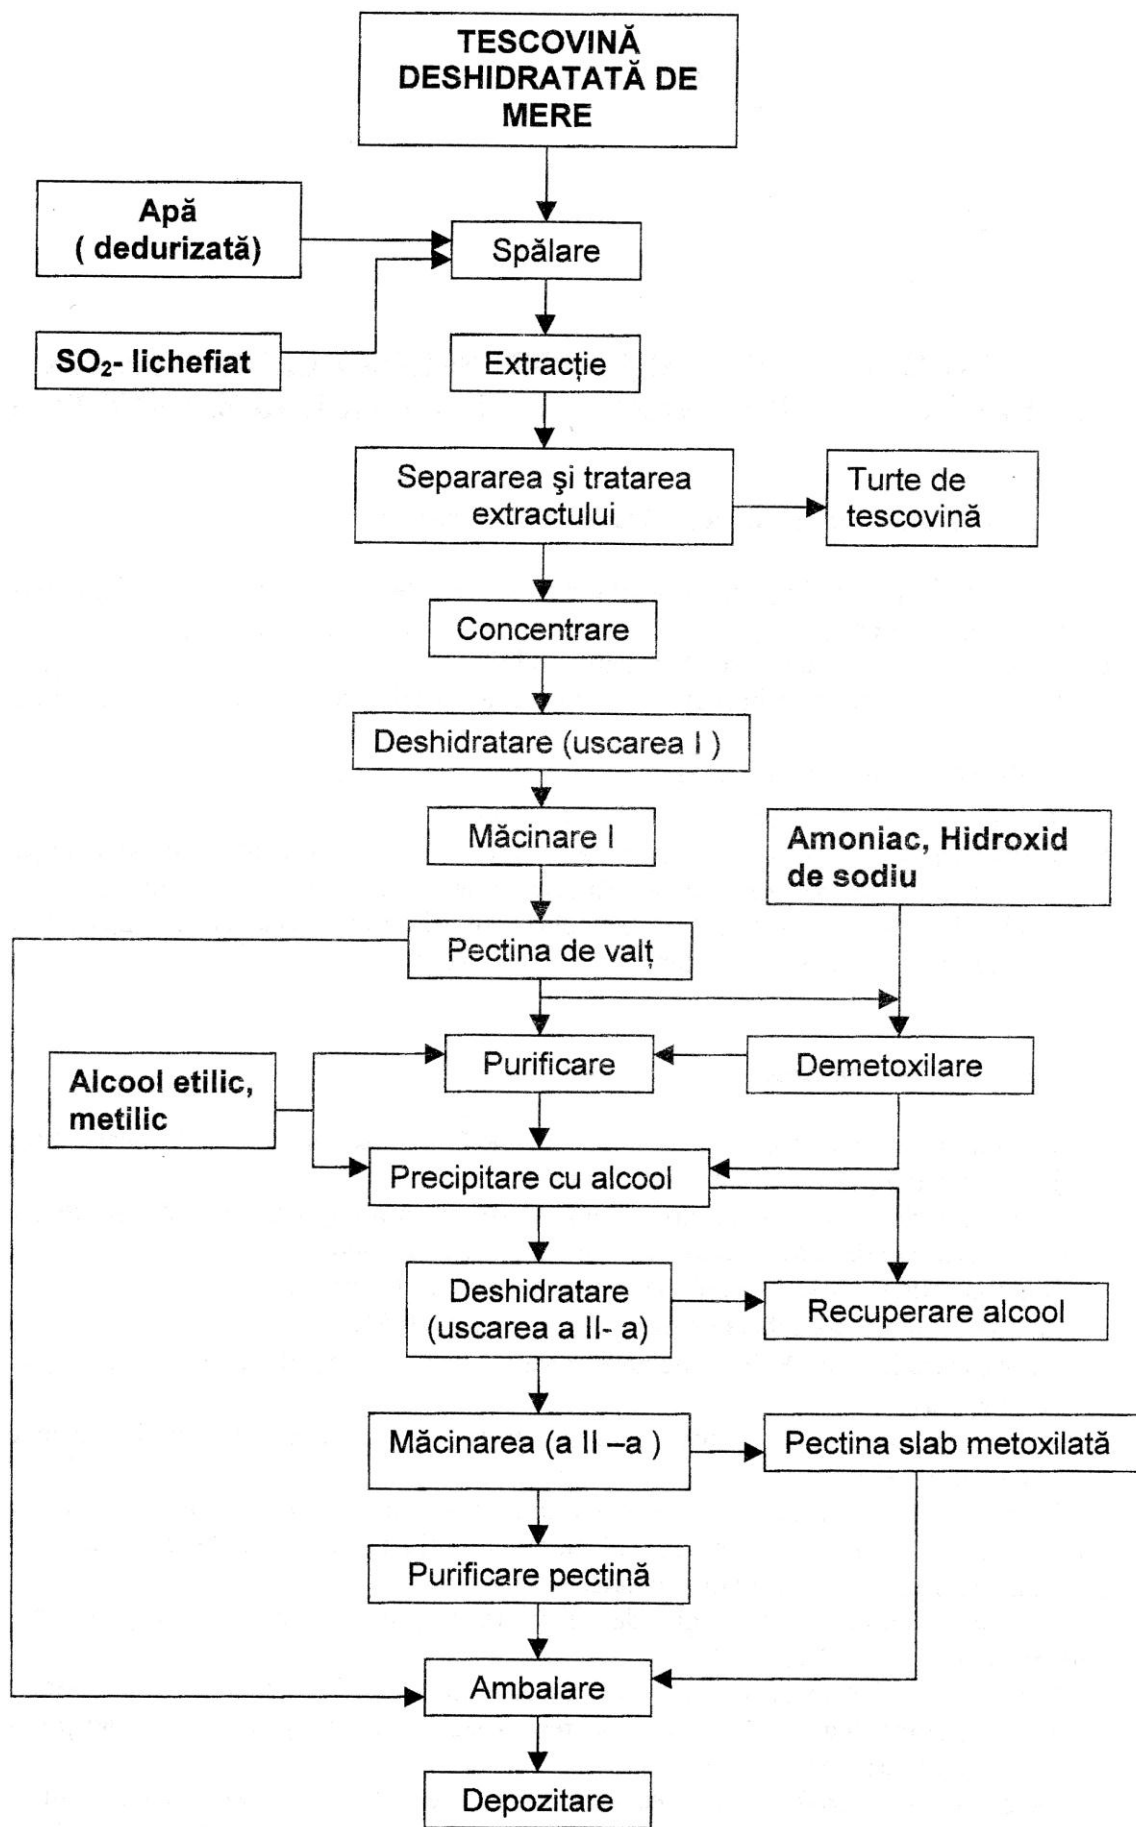 TESCOVINĂ
DESHIDRATATĂ DE
MERE
Apă
( dedurizată)
Spălare
SO₂- lichefiat
Extracţie
Separarea şi tratarea
extractului
Turte de
tescovină
Concentrare
Deshidratare (uscarea I )
Măcinare I
Amoniac, Hidroxid
de sodiu
Pectina de valţ
Purificare
Demetoxilare
Alcool etilic,
metilic
Precipitare cu alcool
Deshidratare
(uscarea a II- a)
Recuperare alcool
Măcinarea (a II –a )
Pectina slab metoxilată
Purificare pectină
Ambalare
Depozitare